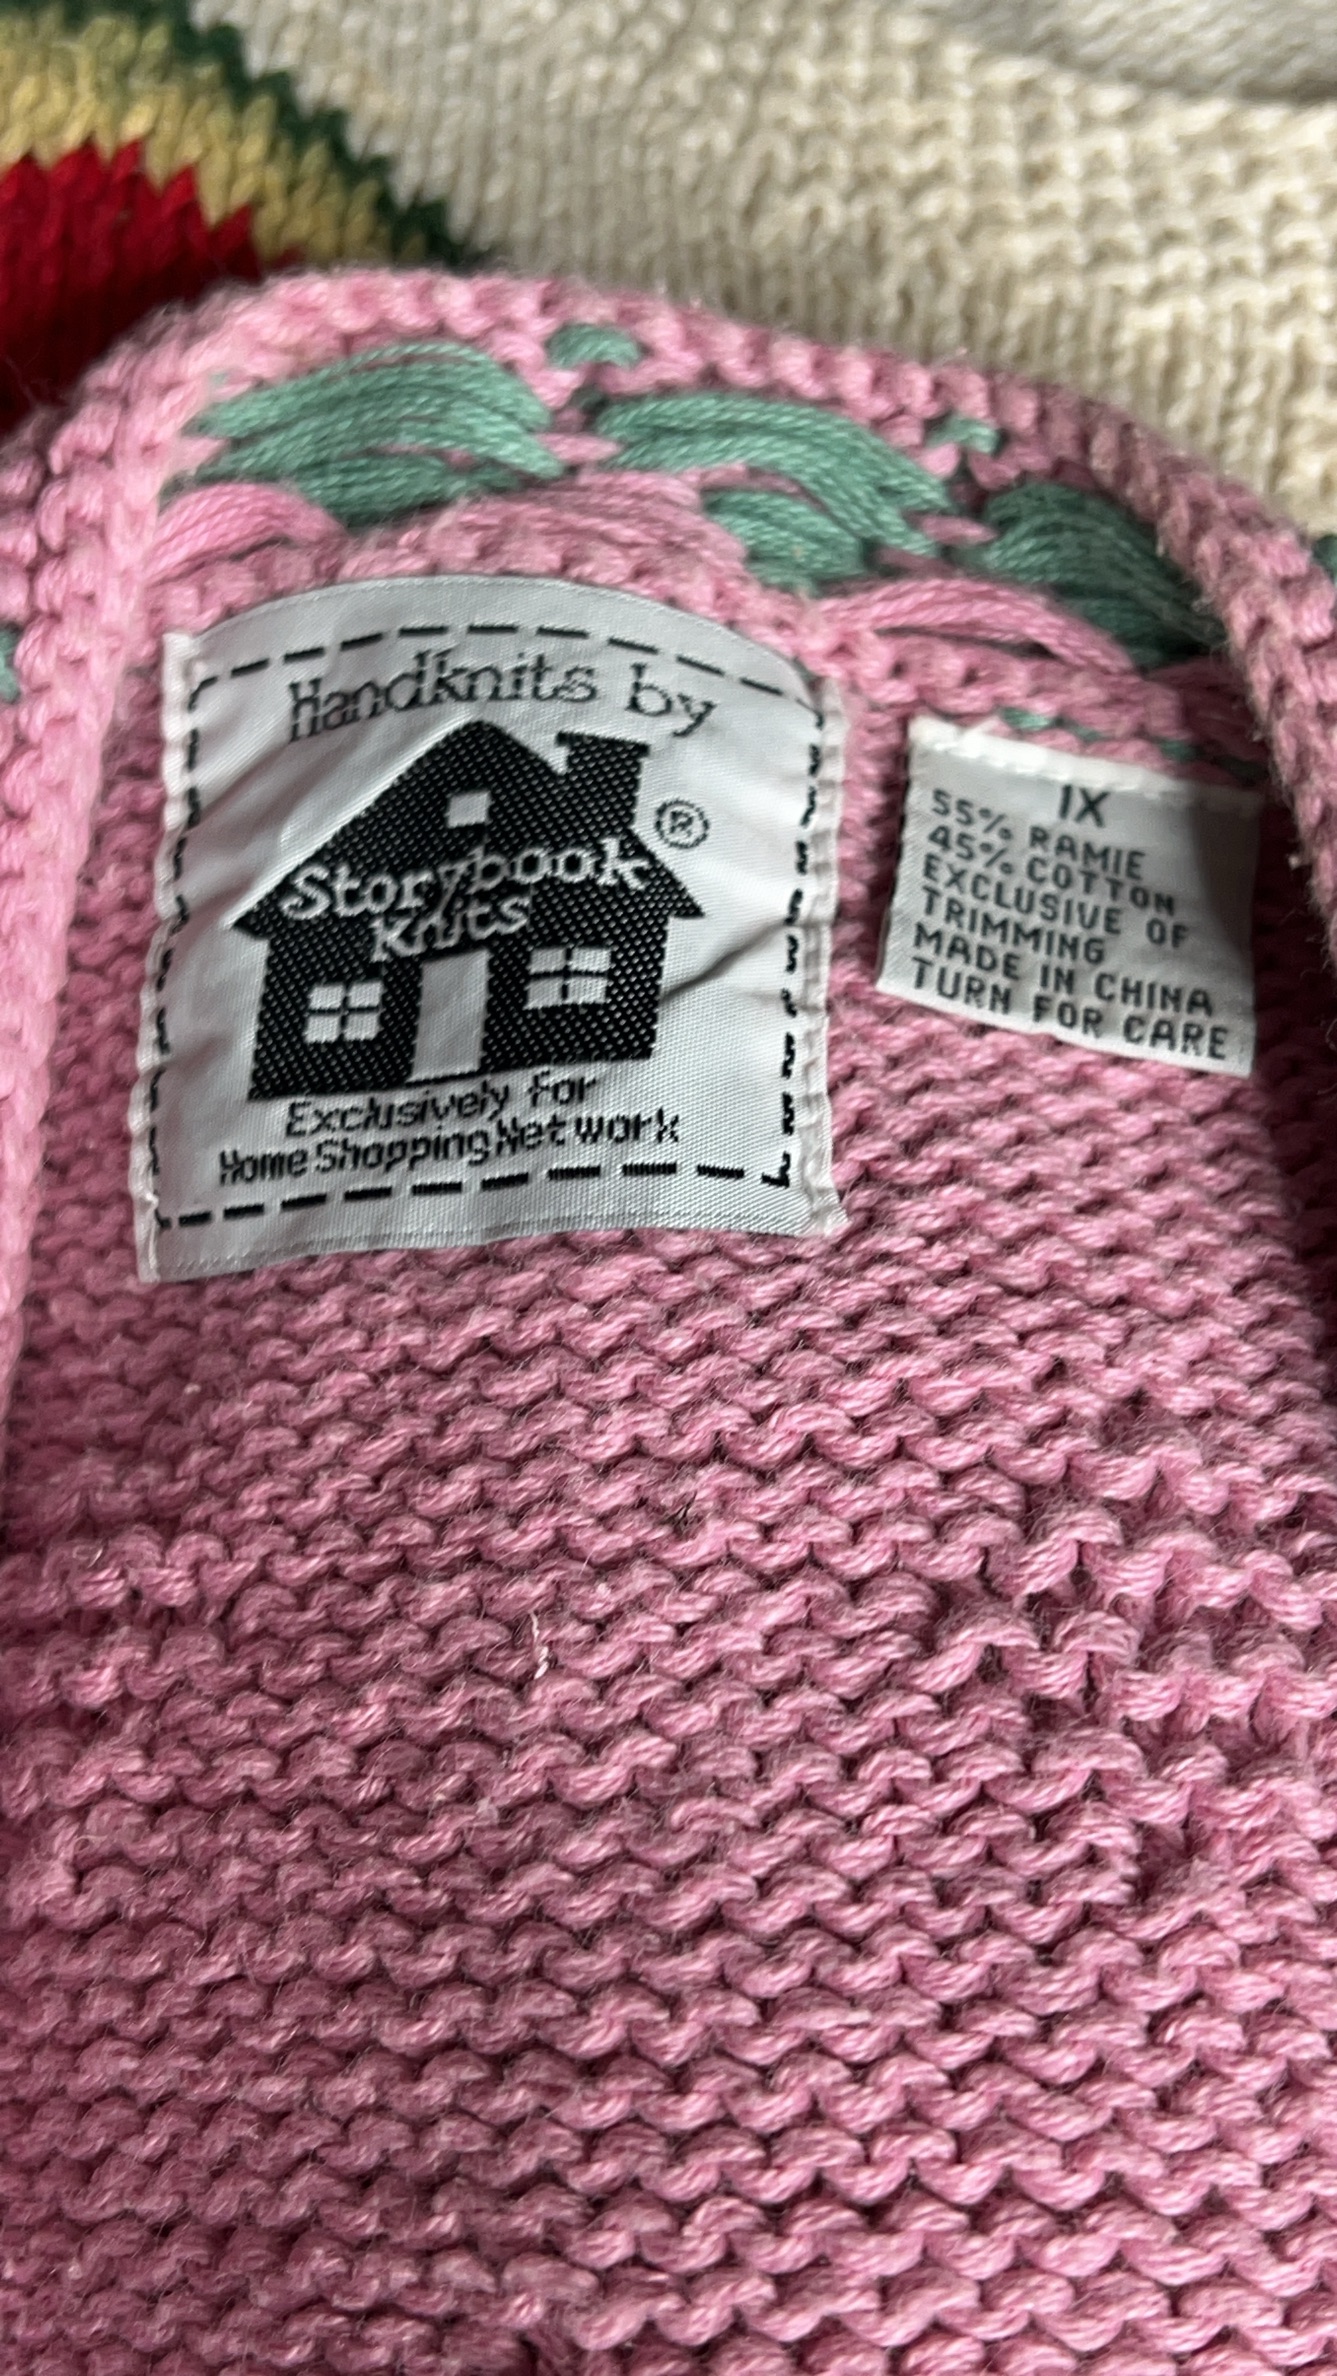 Handknits by
Storybook
Knits
®
Exclusively for
Home Shopping Network
1X
55% RAMIE
45% COTTON
EXCLUSIVE OF
TRIMMING
MADE IN CHINA
TURN FOR CARE